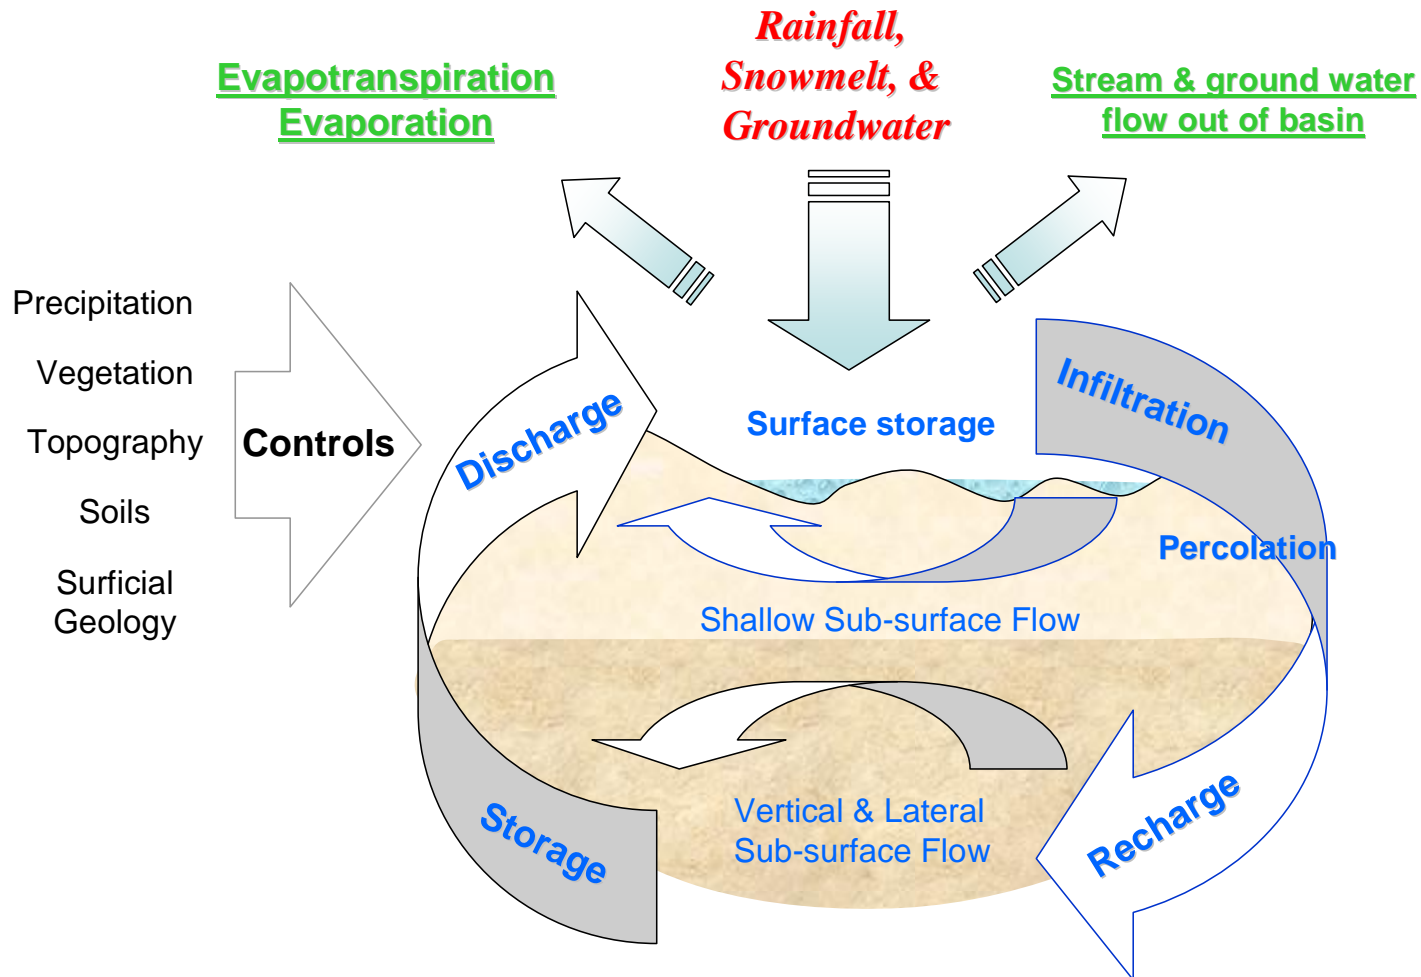 Rainfall,
Snowmelt, &
Groundwater
Evapotranspiration
Evaporation
Stream & ground water
flow out of basin
Precipitation
Vegetation
Topography
Soils
Surficial
Geology
Controls
Discharge
Surface storage
Infiltration
Percolation
Shallow Sub-surface Flow
Vertical & Lateral
Sub-surface Flow
Storage
Recharge